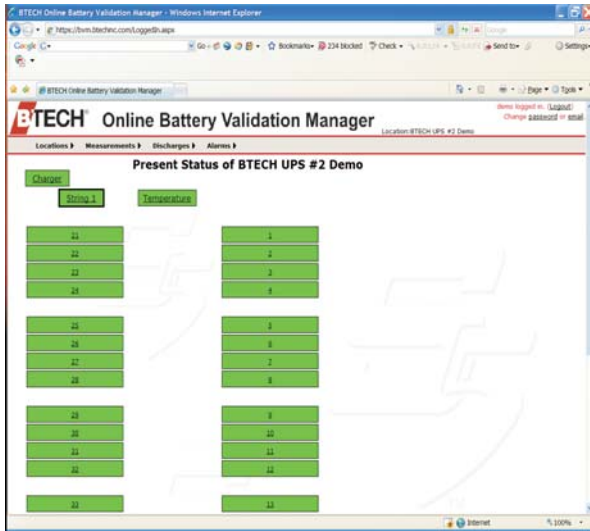 BTECH Online Battery Validation Manager - Windows Internet Explorer
https://bvm.btechinc.com/LoggedIn.aspx
Google
Go
Bookmarks
234 blocked
Check
Send to
Settings
BTECH Online Battery Validation Manager
Page
Tools
BTECH® Online Battery Validation Manager
demo logged in. (Logout)
Change password or email
Location: BTECH UPS #2 Demo
Locations Measurements Discharges Alarms
Present Status of BTECH UPS #2 Demo
Charger
String 1 Temperature
21 1
22 2
23 3
24 4
25 5
26 6
27 7
28 8
29 9
30 10
31 11
32 12
33 13
Internet 100%